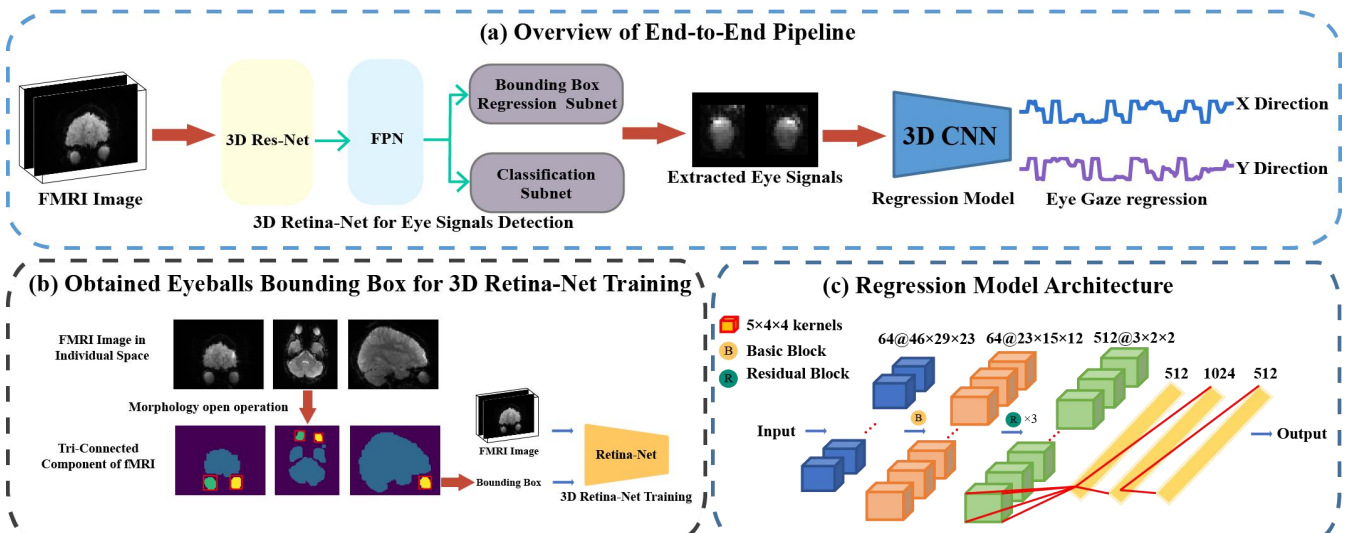 (a) Overview of End-to-End Pipeline
FMRI Image
3D Res-Net
FPN
Bounding Box
Regression Subnet
Classification
Subnet
3D Retina-Net for Eye Signals Detection
Extracted Eye Signals
3D CNN
Regression Model
X Direction
Y Direction
Eye Gaze regression
(b) Obtained Eyeballs Bounding Box for 3D Retina-Net Training
FMRI Image in
Individual Space
Morphology open operation
Tri-Connected
Component of fMRI
FMRI Image
Bounding Box
Retina-Net
3D Retina-Net Training
(c) Regression Model Architecture
5×4×4 kernels
B Basic Block
R Residual Block
64@46×29×23 64@23×15×12 512@3×2×2
512 1024 512
Input
B
R ×3
Output